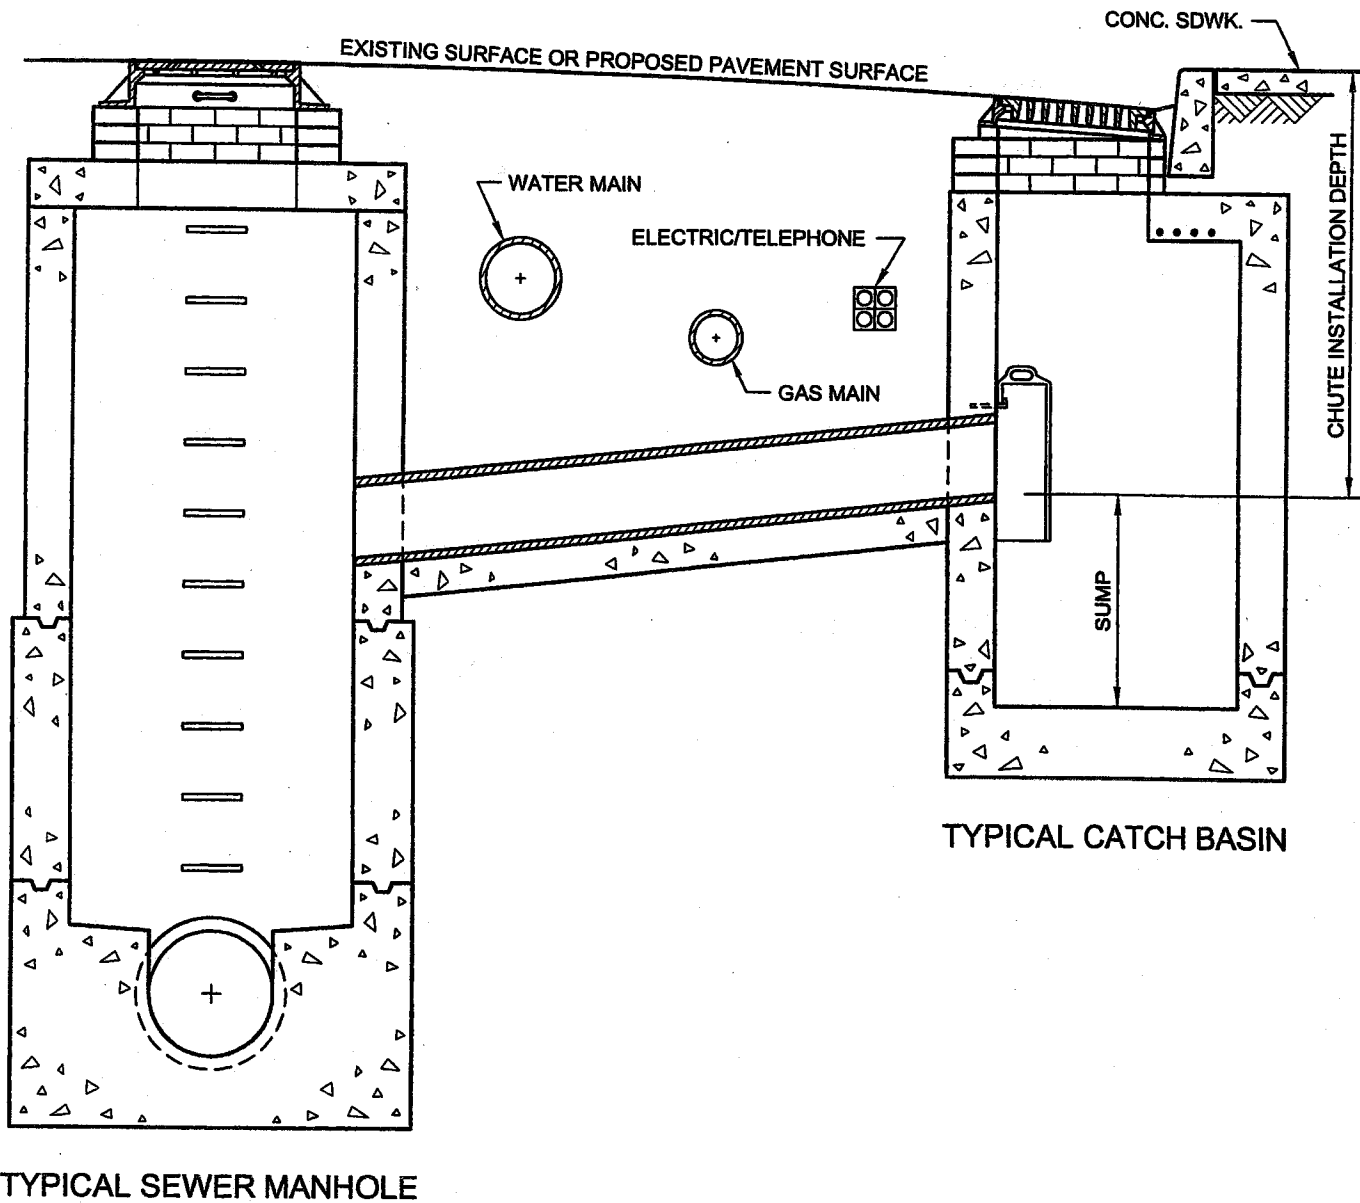 CONC. SDWK.
EXISTING SURFACE OR PROPOSED PAVEMENT SURFACE
WATER MAIN
ELECTRIC/TELEPHONE
GAS MAIN
CHUTE INSTALLATION DEPTH
SUMP
TYPICAL CATCH BASIN
TYPICAL SEWER MANHOLE